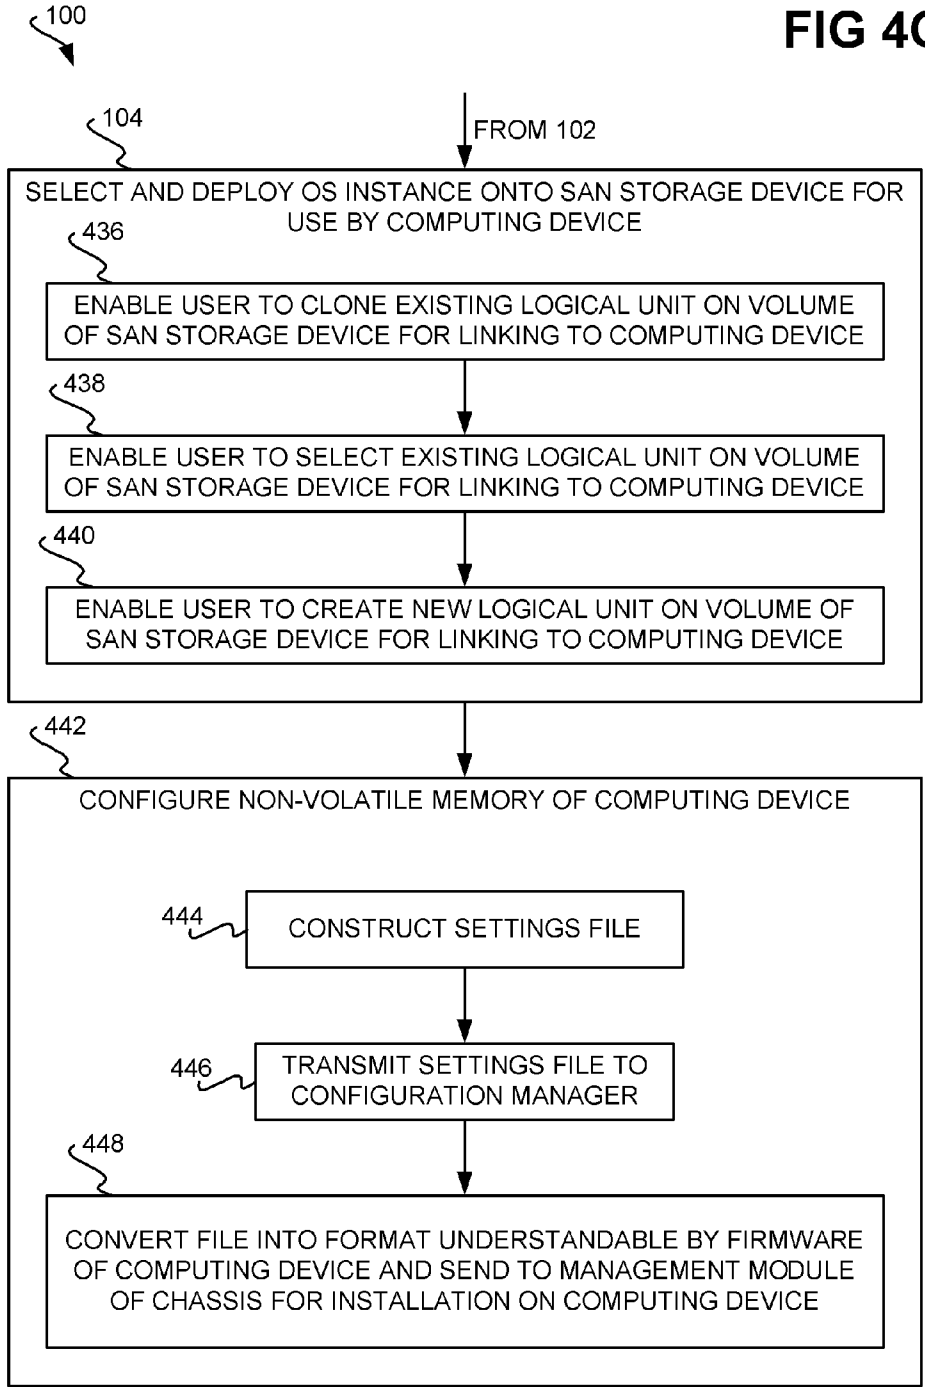 100
FIG 4C
104
FROM 102
SELECT AND DEPLOY OS INSTANCE ONTO SAN STORAGE DEVICE FOR
USE BY COMPUTING DEVICE
436
ENABLE USER TO CLONE EXISTING LOGICAL UNIT ON VOLUME
OF SAN STORAGE DEVICE FOR LINKING TO COMPUTING DEVICE
438
ENABLE USER TO SELECT EXISTING LOGICAL UNIT ON VOLUME
OF SAN STORAGE DEVICE FOR LINKING TO COMPUTING DEVICE
440
ENABLE USER TO CREATE NEW LOGICAL UNIT ON VOLUME OF
SAN STORAGE DEVICE FOR LINKING TO COMPUTING DEVICE
442
CONFIGURE NON-VOLATILE MEMORY OF COMPUTING DEVICE
444
CONSTRUCT SETTINGS FILE
446
TRANSMIT SETTINGS FILE TO
CONFIGURATION MANAGER
448
CONVERT FILE INTO FORMAT UNDERSTANDABLE BY FIRMWARE
OF COMPUTING DEVICE AND SEND TO MANAGEMENT MODULE
OF CHASSIS FOR INSTALLATION ON COMPUTING DEVICE